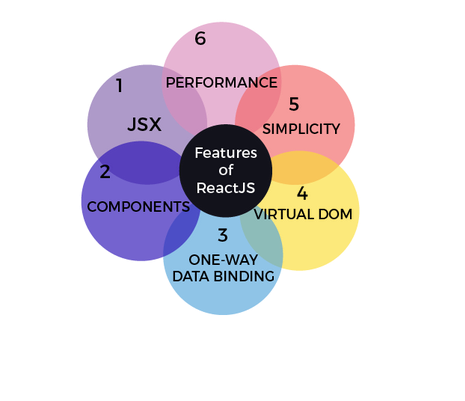 Features
of
ReactJS
1
JSX
2
COMPONENTS
3
ONE-WAY
DATA BINDING
4
VIRTUAL DOM
5
SIMPLICITY
6
PERFORMANCE